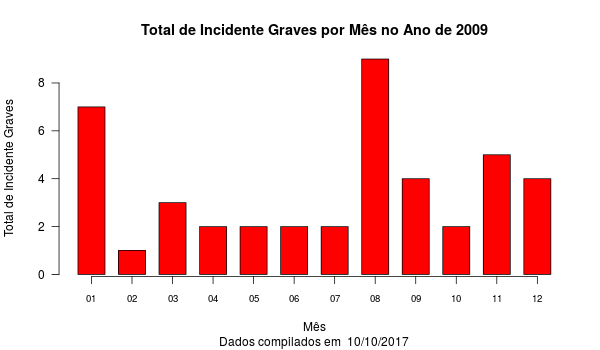 Total de Incidente Graves por Mês no Ano de 2009
Total de Incidente Graves
8
6
4
2
0
01 02 03 04 05 06 07 08 09 10 11 12
Mês
Dados compilados em 10/10/2017